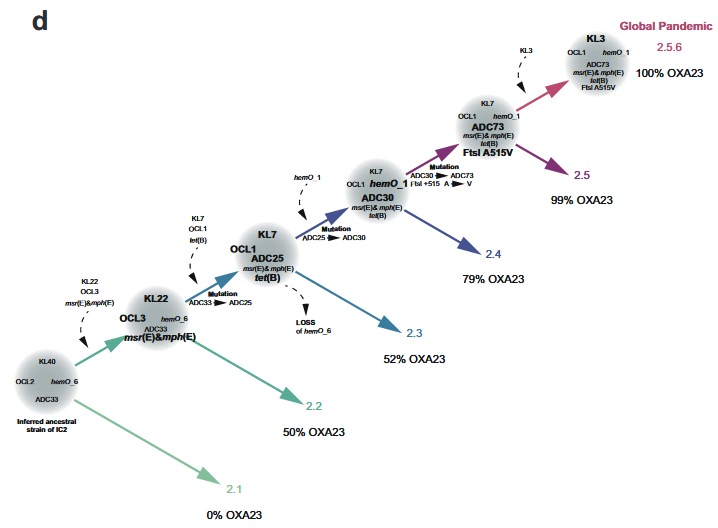 d
Global Pandemic
2.5.6
100% OXA23
KL3
OCL1 hemO_1
ADC73
msr(E)& mph(E)
tet(B)
FtsI A515V
KL3
KL7
OCL1 hemO_1
ADC73
msr(E)& mph(E)
tet(B)
FtsI A515V
2.5
99% OXA23
Mutation
ADC30 ADC73
FtsI +515 A V
KL7
OCL1 hemO_1
ADC30
msr(E)& mph(E)
tet(B)
2.4
79% OXA23
hemO_1
Mutation
ADC25 ADC30
KL7
OCL1
ADC25
msr(E)& mph(E)
tet(B)
2.3
52% OXA23
LOSS
of hemO_6
KL7
OCL1
tet(B)
Mutation
ADC33 ADC25
KL22
OCL3 hemO_6
ADC33
msr(E)&mph(E)
2.2
50% OXA23
KL22
OCL3
msr(E)&mph(E)
KL40
OCL2 hemO_6
ADC33
Inferred ancestral
strain of IC2
2.1
0% OXA23